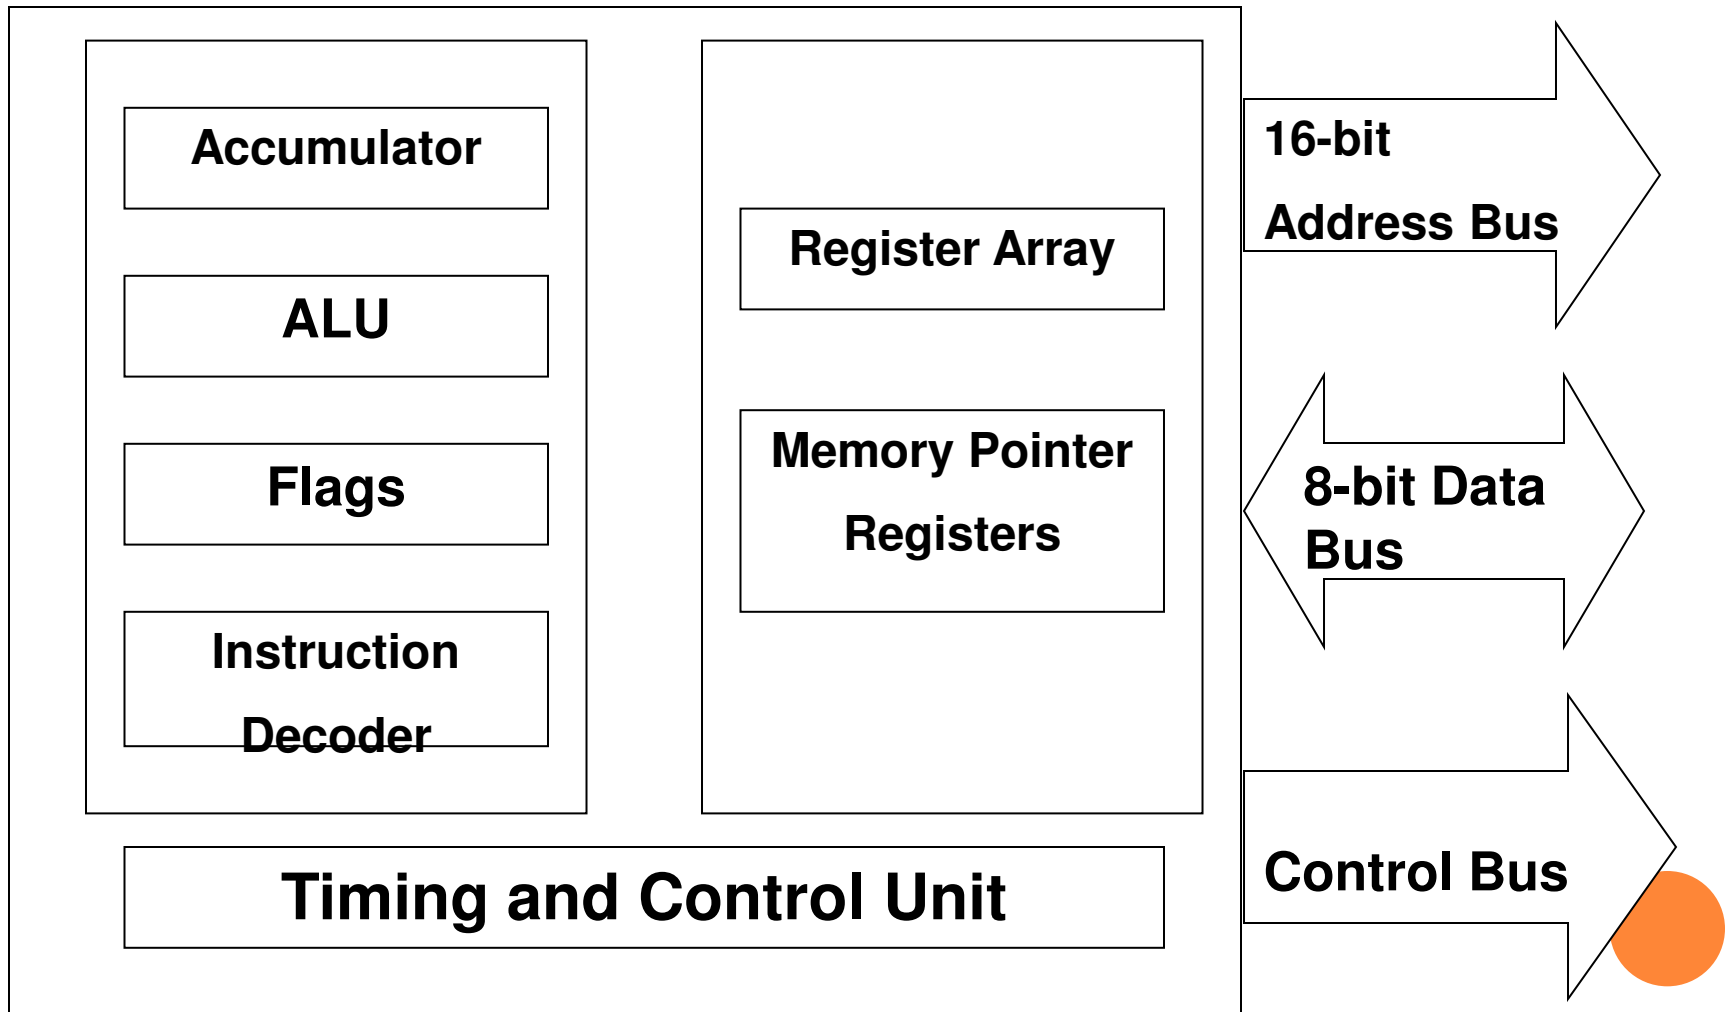 Accumulator
ALU
Flags
Instruction
Decoder
Register Array
Memory Pointer
Registers
Timing and Control Unit
16-bit
Address Bus
8-bit Data
Bus
Control Bus